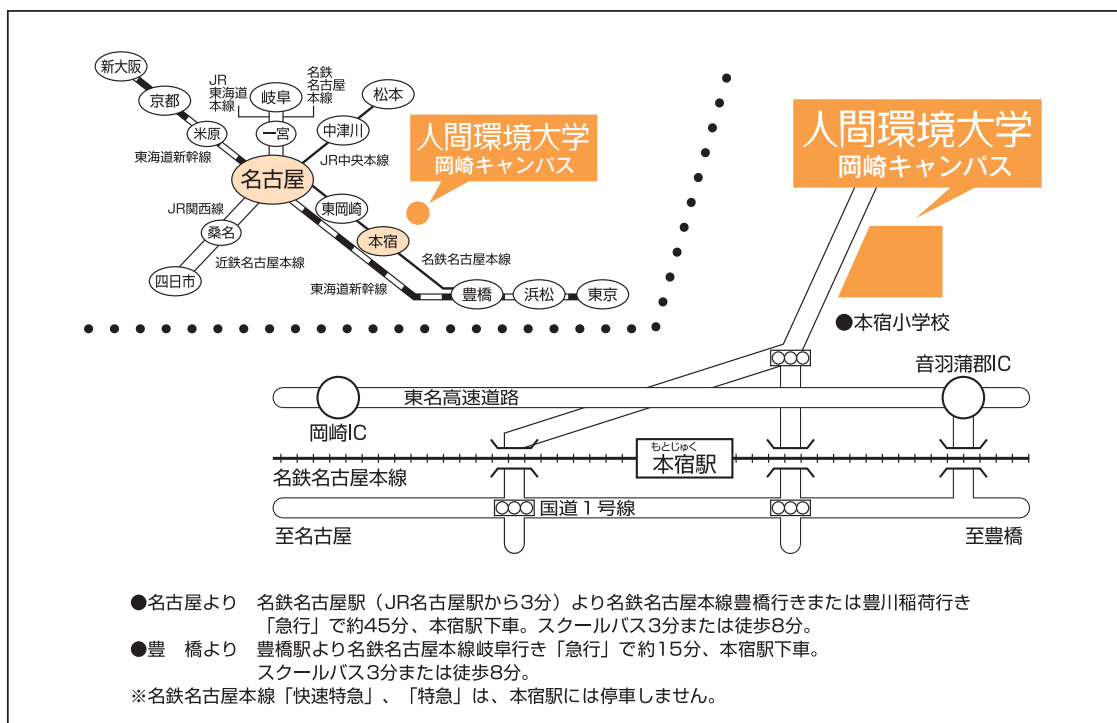 新大阪
京都
米原
東海道新幹線
JR
東海道
本線
岐阜
一宮
名鉄
名古屋
本線
松本
中津川
JR中央本線
名古屋
人間環境大学
岡崎キャンパス
東岡崎
本宿
JR関西線
桑名
近鉄名古屋本線
四日市
名鉄名古屋本線
東海道新幹線
豊橋
浜松
東京
人間環境大学
岡崎キャンパス
●本宿小学校
音羽蒲郡IC
東名高速道路
岡崎IC
もとじゅく
本宿駅
名鉄名古屋本線
国道1号線
至名古屋
至豊橋
●名古屋より 名鉄名古屋駅（JR名古屋駅から3分）より名鉄名古屋本線豊橋行きまたは豊川稲荷行き
「急行」で約45分、本宿駅下車。スクールバス3分または徒歩8分。
●豊　橋より 豊橋駅より名鉄名古屋本線岐阜行き「急行」で約15分、本宿駅下車。
スクールバス3分または徒歩8分。
※名鉄名古屋本線「快速特急」、「特急」は、本宿駅には停車しません。